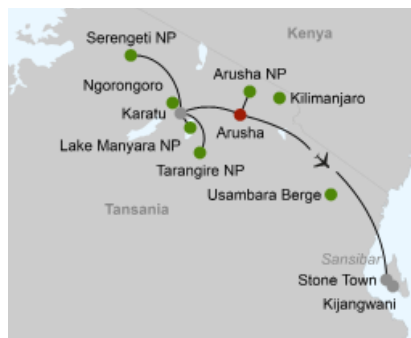 Serengeti NP
Kenya
Ngorongoro
Arusha NP
Kilimanjaro
Karatu
Arusha
Lake Manyara NP
Tarangire NP
Usambara Berge
Tansania
Sansibar
Stone Town
Kijangwani